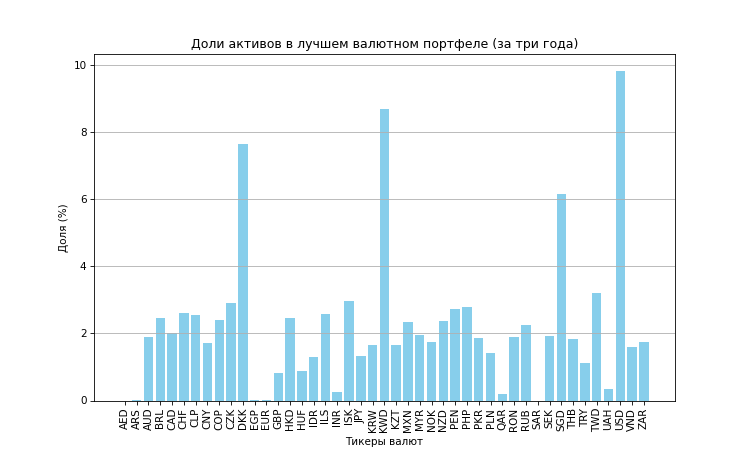 Доли активов в лучшем валютном портфеле (за три года)
Доля (%)
10
8
6
4
2
0
AED ARS AUD BRL CAD CHF CLP CNY COP CZK DKK EGP EUR GBP HKD HUF IDR ILS INR ISK JPY KRW KWD KZT MXN MYR NOK NZD PEN PHP PKR PLN QAR RON RUB SAR SEK SGD THB TRY TWD UAH USD VND ZAR
Тикеры валют